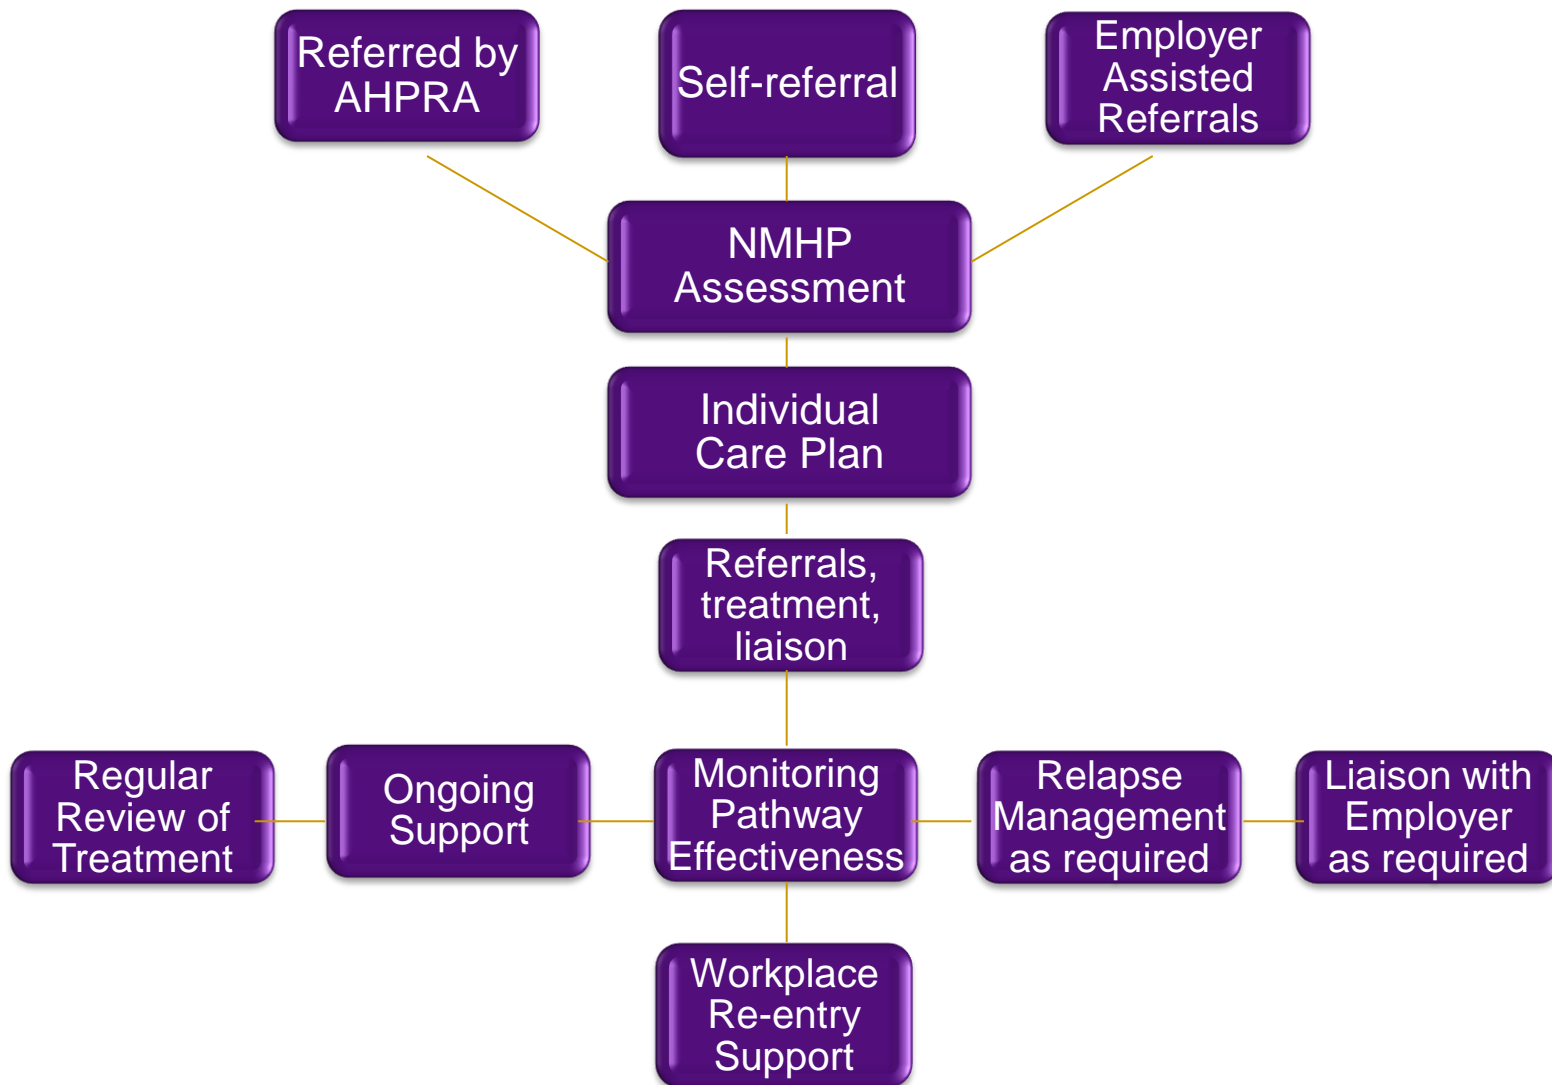 Referred by
AHPRA
Self-referral
Employer
Assisted
Referrals
NMHP
Assessment
Individual
Care Plan
Referrals,
treatment,
liaison
Regular
Review of
Treatment
Ongoing
Support
Monitoring
Pathway
Effectiveness
Relapse
Management
as required
Liaison with
Employer
as required
Workplace
Re-entry
Support